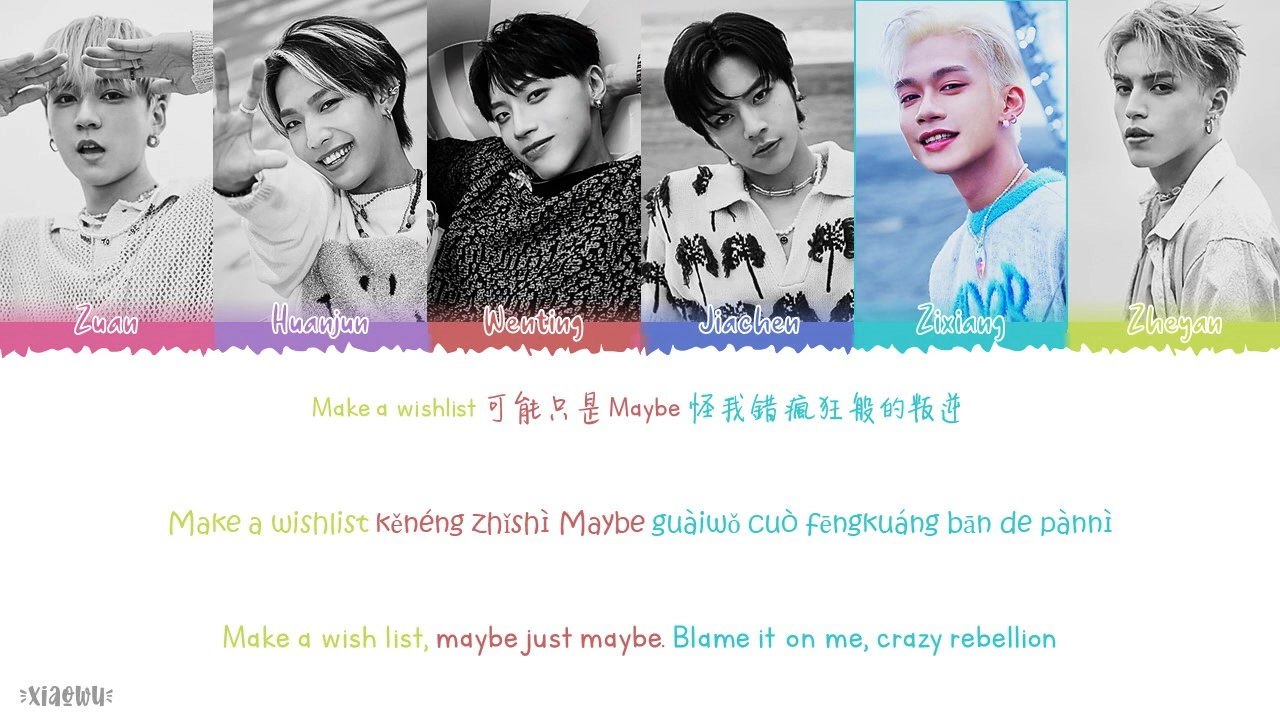 Zuan Huanjun Wenting Jiachen Zixiang Zheyan
Make a wishlist 可能只是 Maybe 怪我錯瘋狂般的叛逆
Make a wishlist kěnéng zhǐshì Maybe guàiwǒ cuò fēngkuáng bān de pànnì
Make a wish list, maybe just maybe. Blame it on me, crazy rebellion
xiaowu